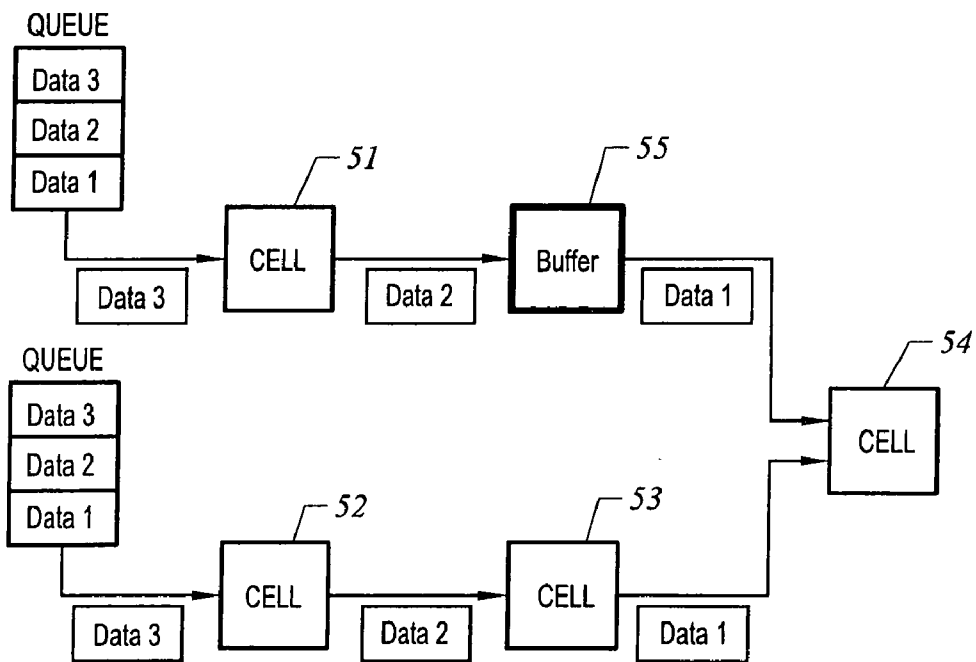 QUEUE
Data 3
Data 2
Data 1
51
CELL
55
Buffer
Data 3
Data 2
Data 1
54
CELL
QUEUE
Data 3
Data 2
Data 1
52
CELL
53
CELL
Data 3
Data 2
Data 1